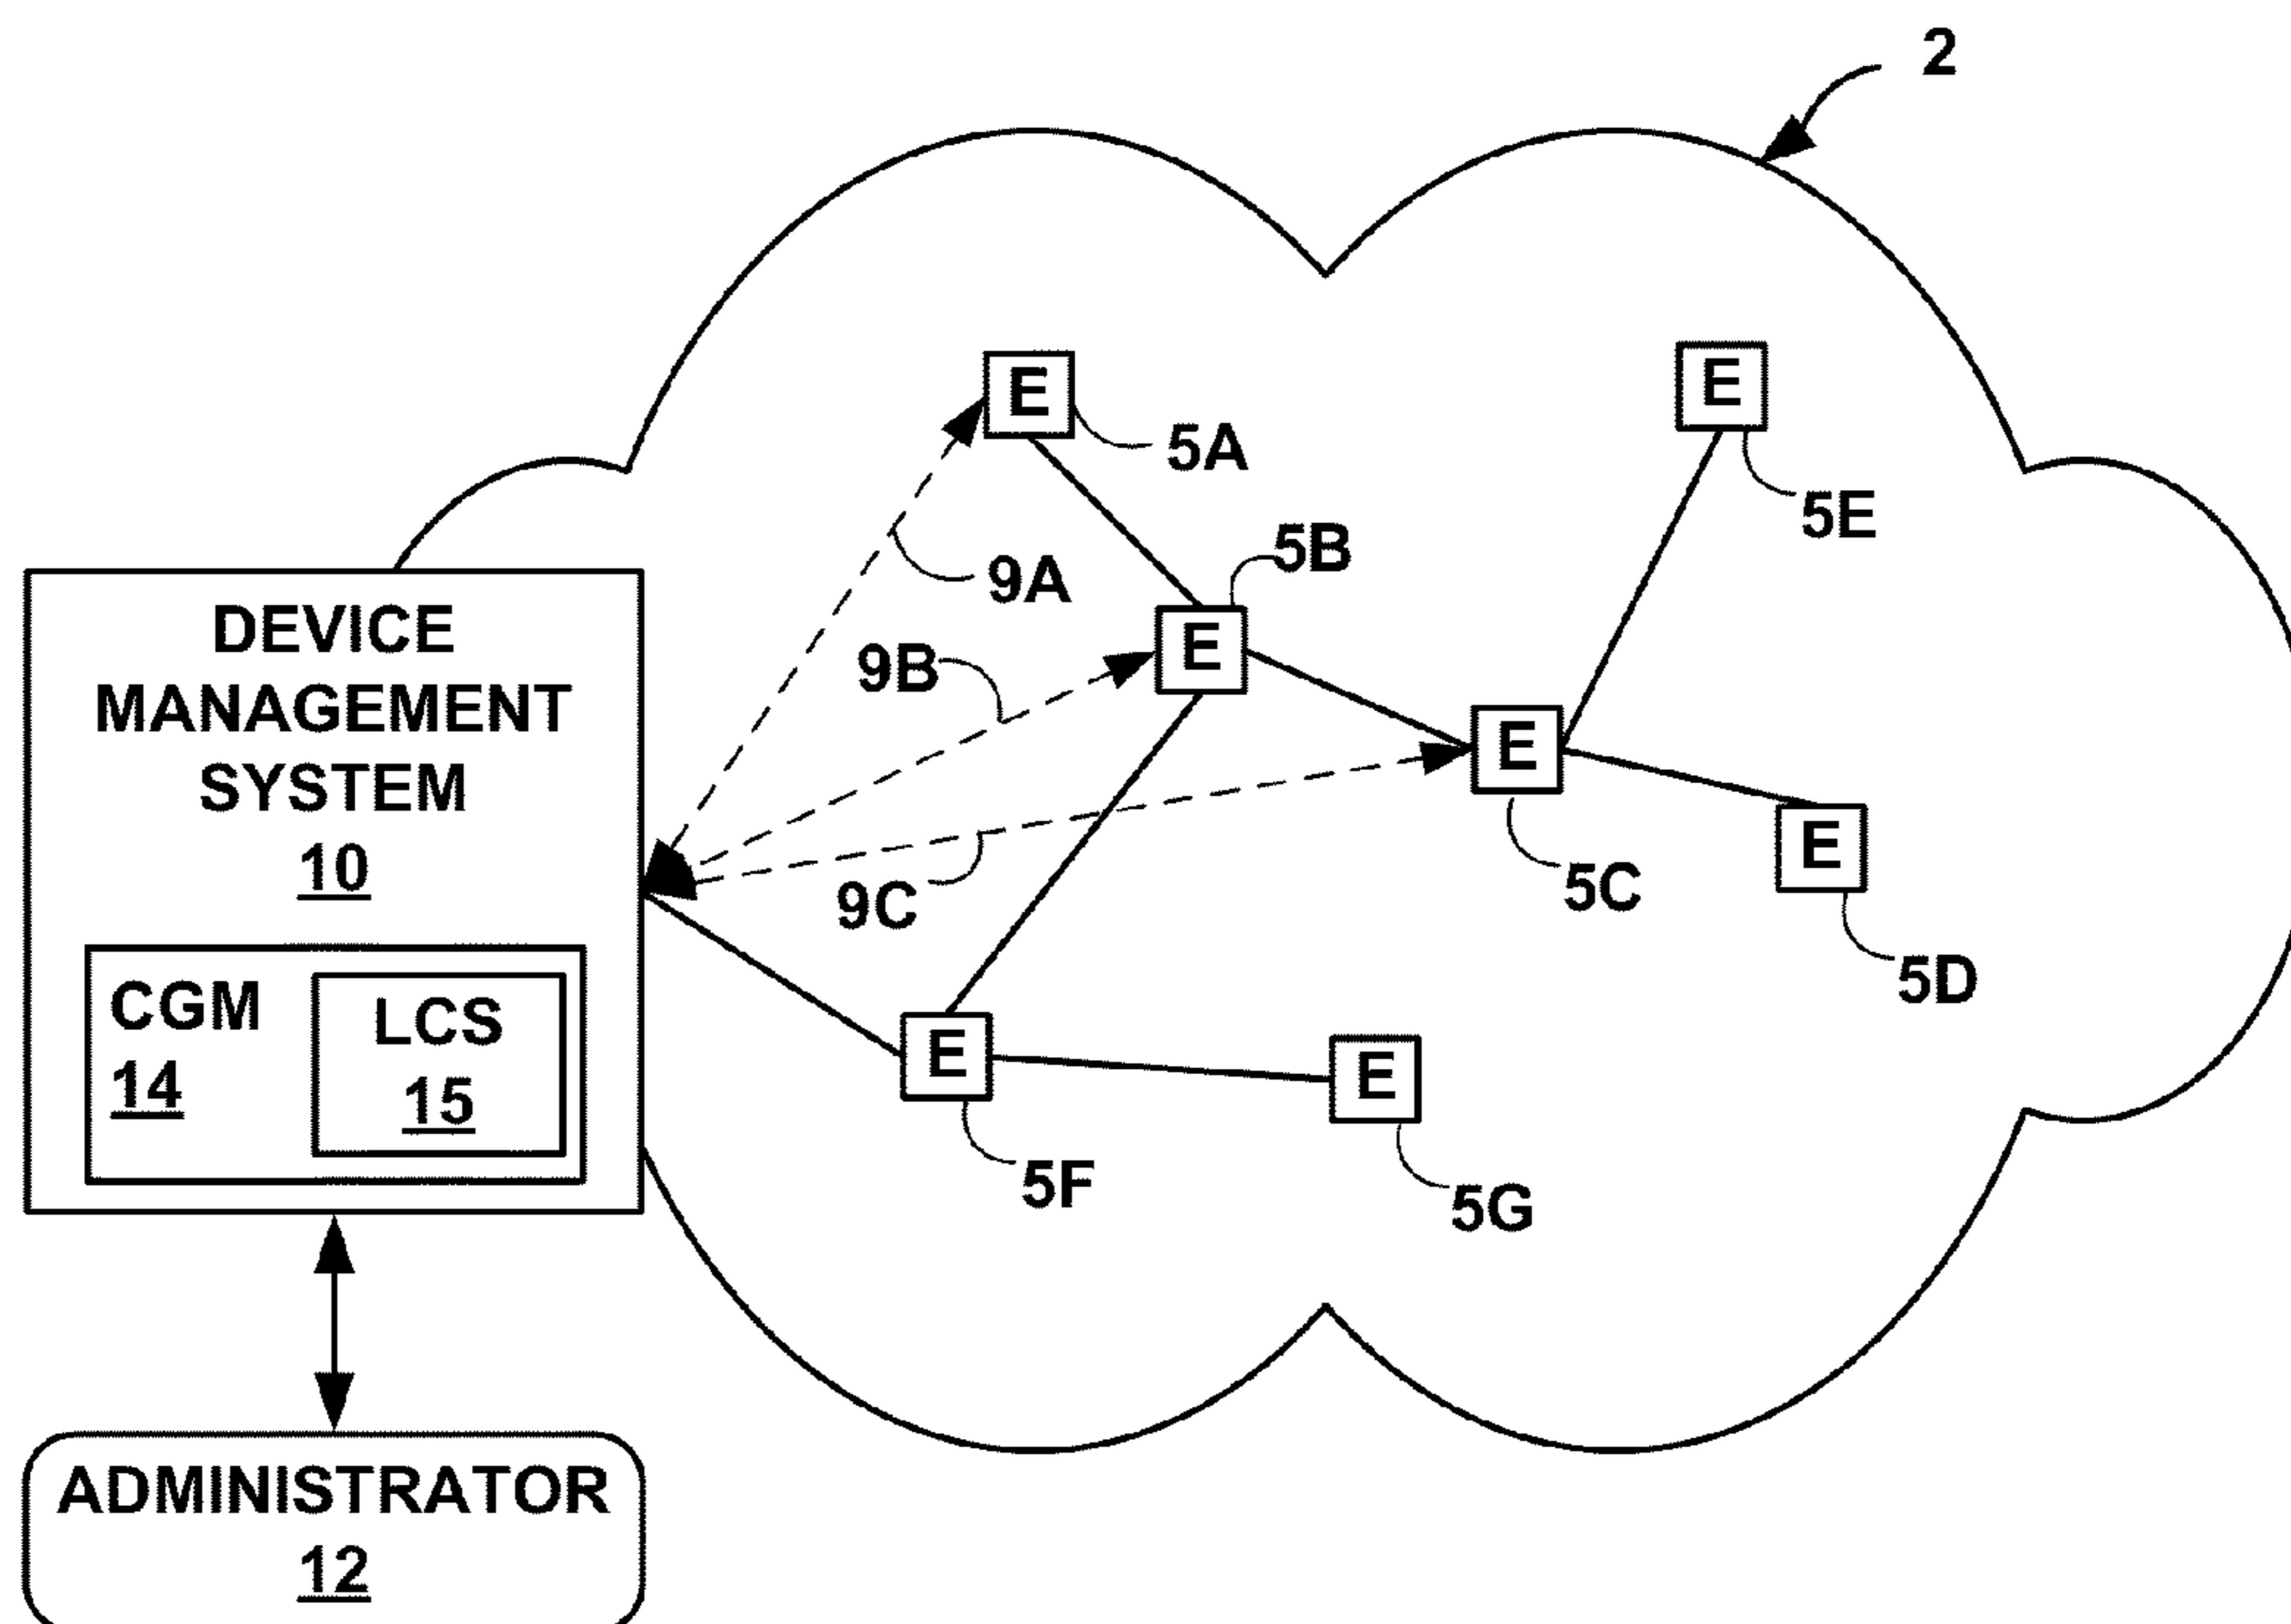 2
E
E
5A
5E
5B
9A
DEVICE
E
9B
MANAGEMENT
E
SYSTEM
E
10
5C
9C
5D
CGM
LCS
E
E
14
15
5F
5G
ADMINISTRATOR
12